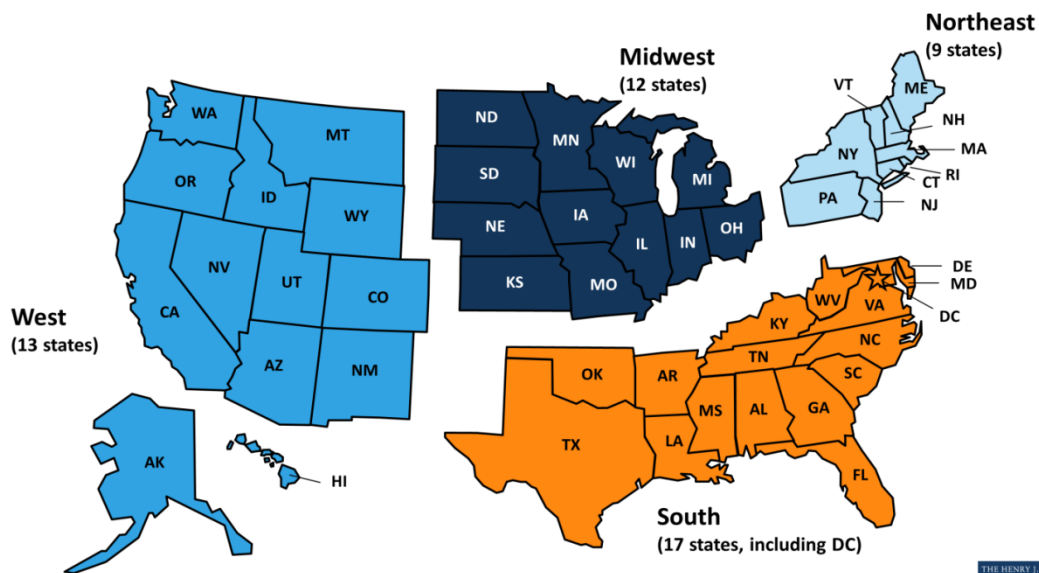 Northeast
(9 states)
Midwest
(12 states)
West
(13 states)
South
(17 states, including DC)
WA
MT
OR
ID
WY
NV
UT
CO
CA
AZ
NM
AK
HI
ND
MN
SD
WI
MI
NE
IA
IL
IN
OH
KS
MO
ME
VT
NH
NY
MA
RI
CT
PA
NJ
DE
MD
DC
WV
VA
KY
NC
TN
SC
OK
AR
MS
AL
GA
TX
LA
FL
THE HENRY J.